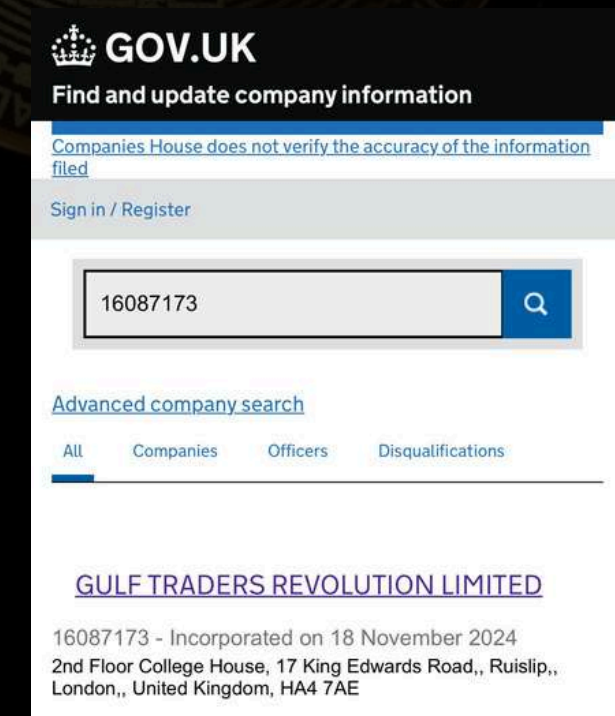 GOV.UK
Find and update company information
Companies House does not verify the accuracy of the information
filed
Sign in / Register
16087173
Advanced company search
All Companies Officers Disqualifications
GULF TRADERS REVOLUTION LIMITED
16087173 - Incorporated on 18 November 2024
2nd Floor College House, 17 King Edwards Road,, Ruislip,,
London,, United Kingdom, HA4 7AE